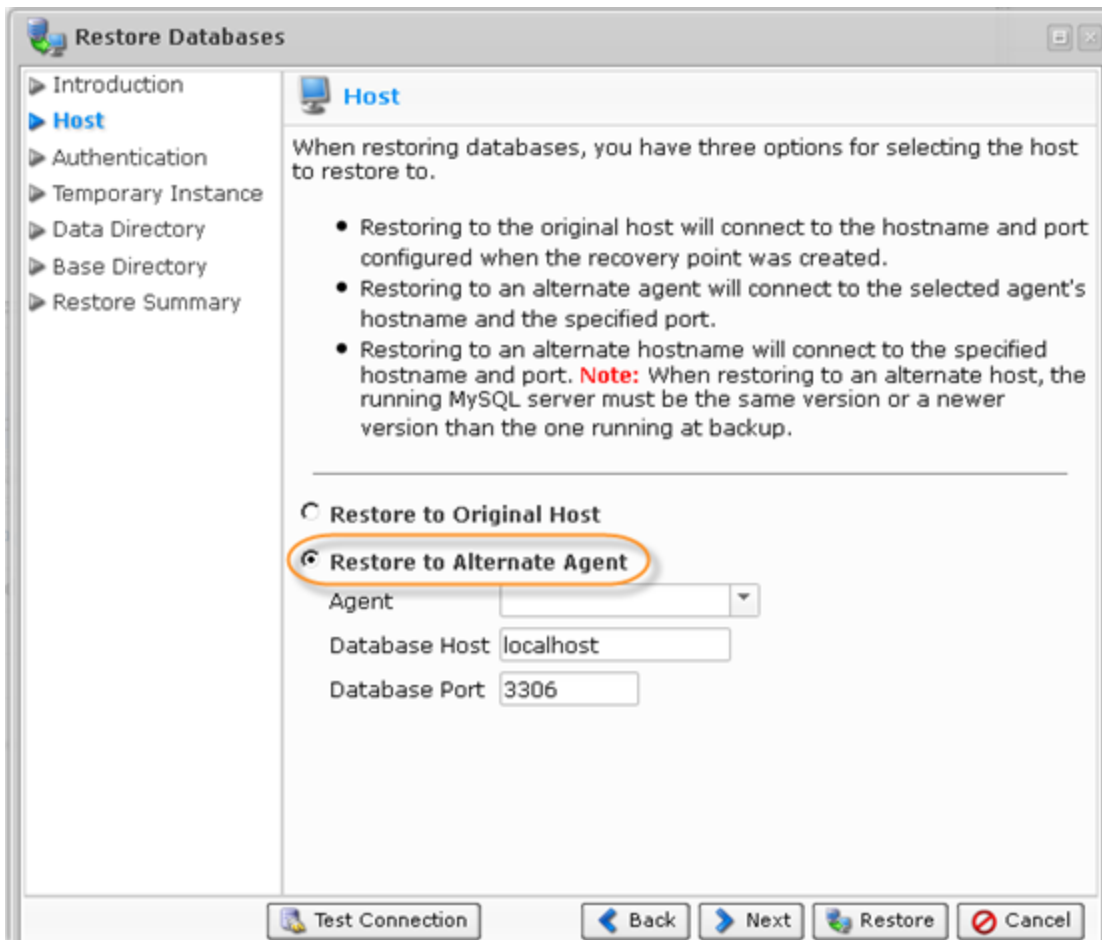 Restore Databases
Introduction
Host
Authentication
Temporary Instance
Data Directory
Base Directory
Restore Summary
Host
When restoring databases, you have three options for selecting the host
to restore to.
• Restoring to the original host will connect to the hostname and port
configured when the recovery point was created.
• Restoring to an alternate agent will connect to the selected agent's
hostname and the specified port.
• Restoring to an alternate hostname will connect to the specified
hostname and port. Note: When restoring to an alternate host, the
running MySQL server must be the same version or a newer
version than the one running at backup.
Restore to Original Host
Restore to Alternate Agent
Agent
Database Host localhost
Database Port 3306
Test Connection Back Next Restore Cancel